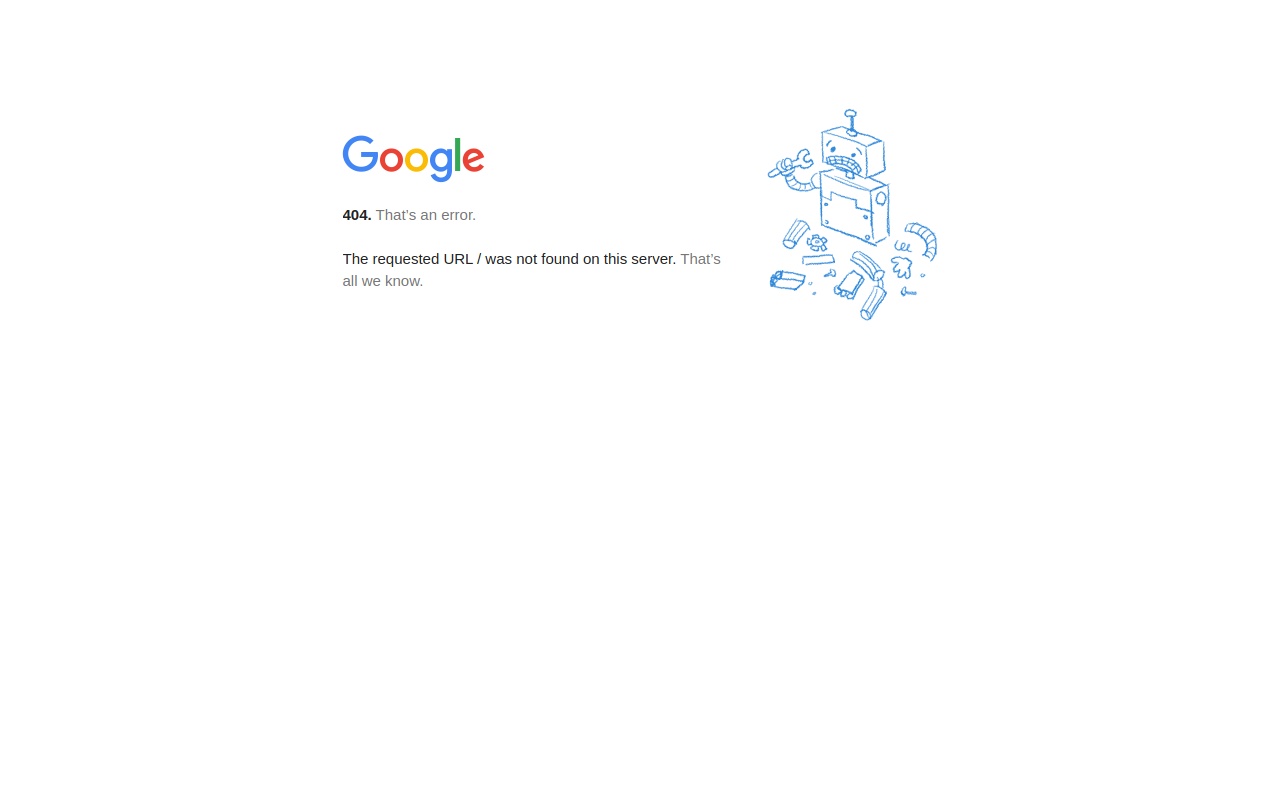 Google
404. That’s an error.
The requested URL / was not found on this server. That’s
all we know.